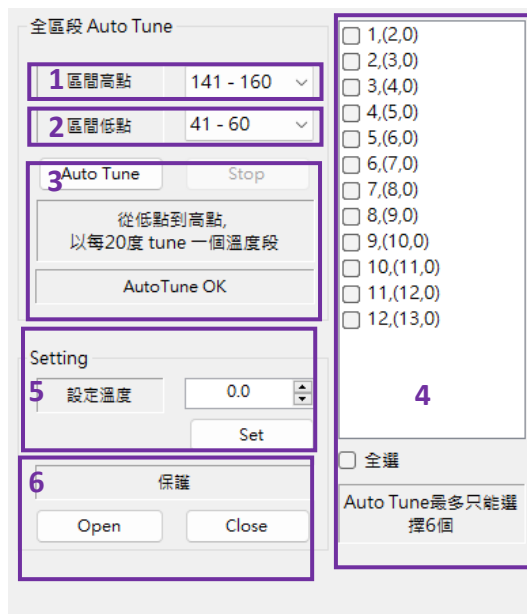 全區段 Auto Tune
1 區間高點 141 - 160
2 區間低點 41 - 60
3
Auto Tune Stop
從低點到高點,
以每20度 tune 一個溫度段
AutoTune OK
Setting
5 設定溫度 0.0
Set
6 保護
Open Close
1,(2,0)
2,(3,0)
3,(4,0)
4,(5,0)
5,(6,0)
6,(7,0)
7,(8,0)
8,(9,0)
9,(10,0)
10,(11,0)
11,(12,0)
12,(13,0)
4
全選
Auto Tune最多只能選
擇6個